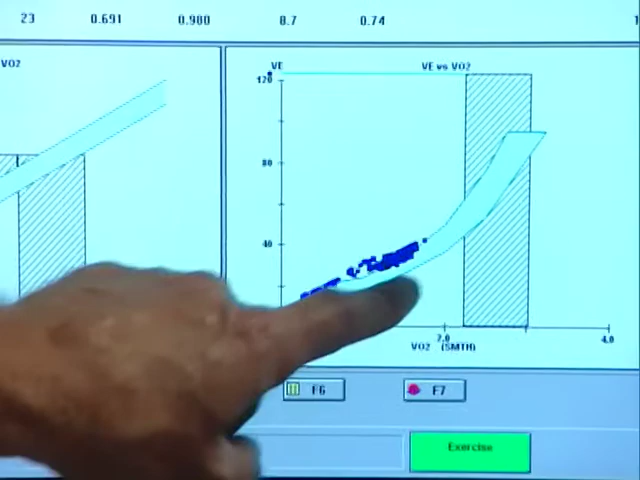 23 0.691 0.980 8.7 0.74
VO2
VE
VE vs VO2
120
80
40
2.0
4.0
VO2 (SMTH)
F6
F7
Exercise